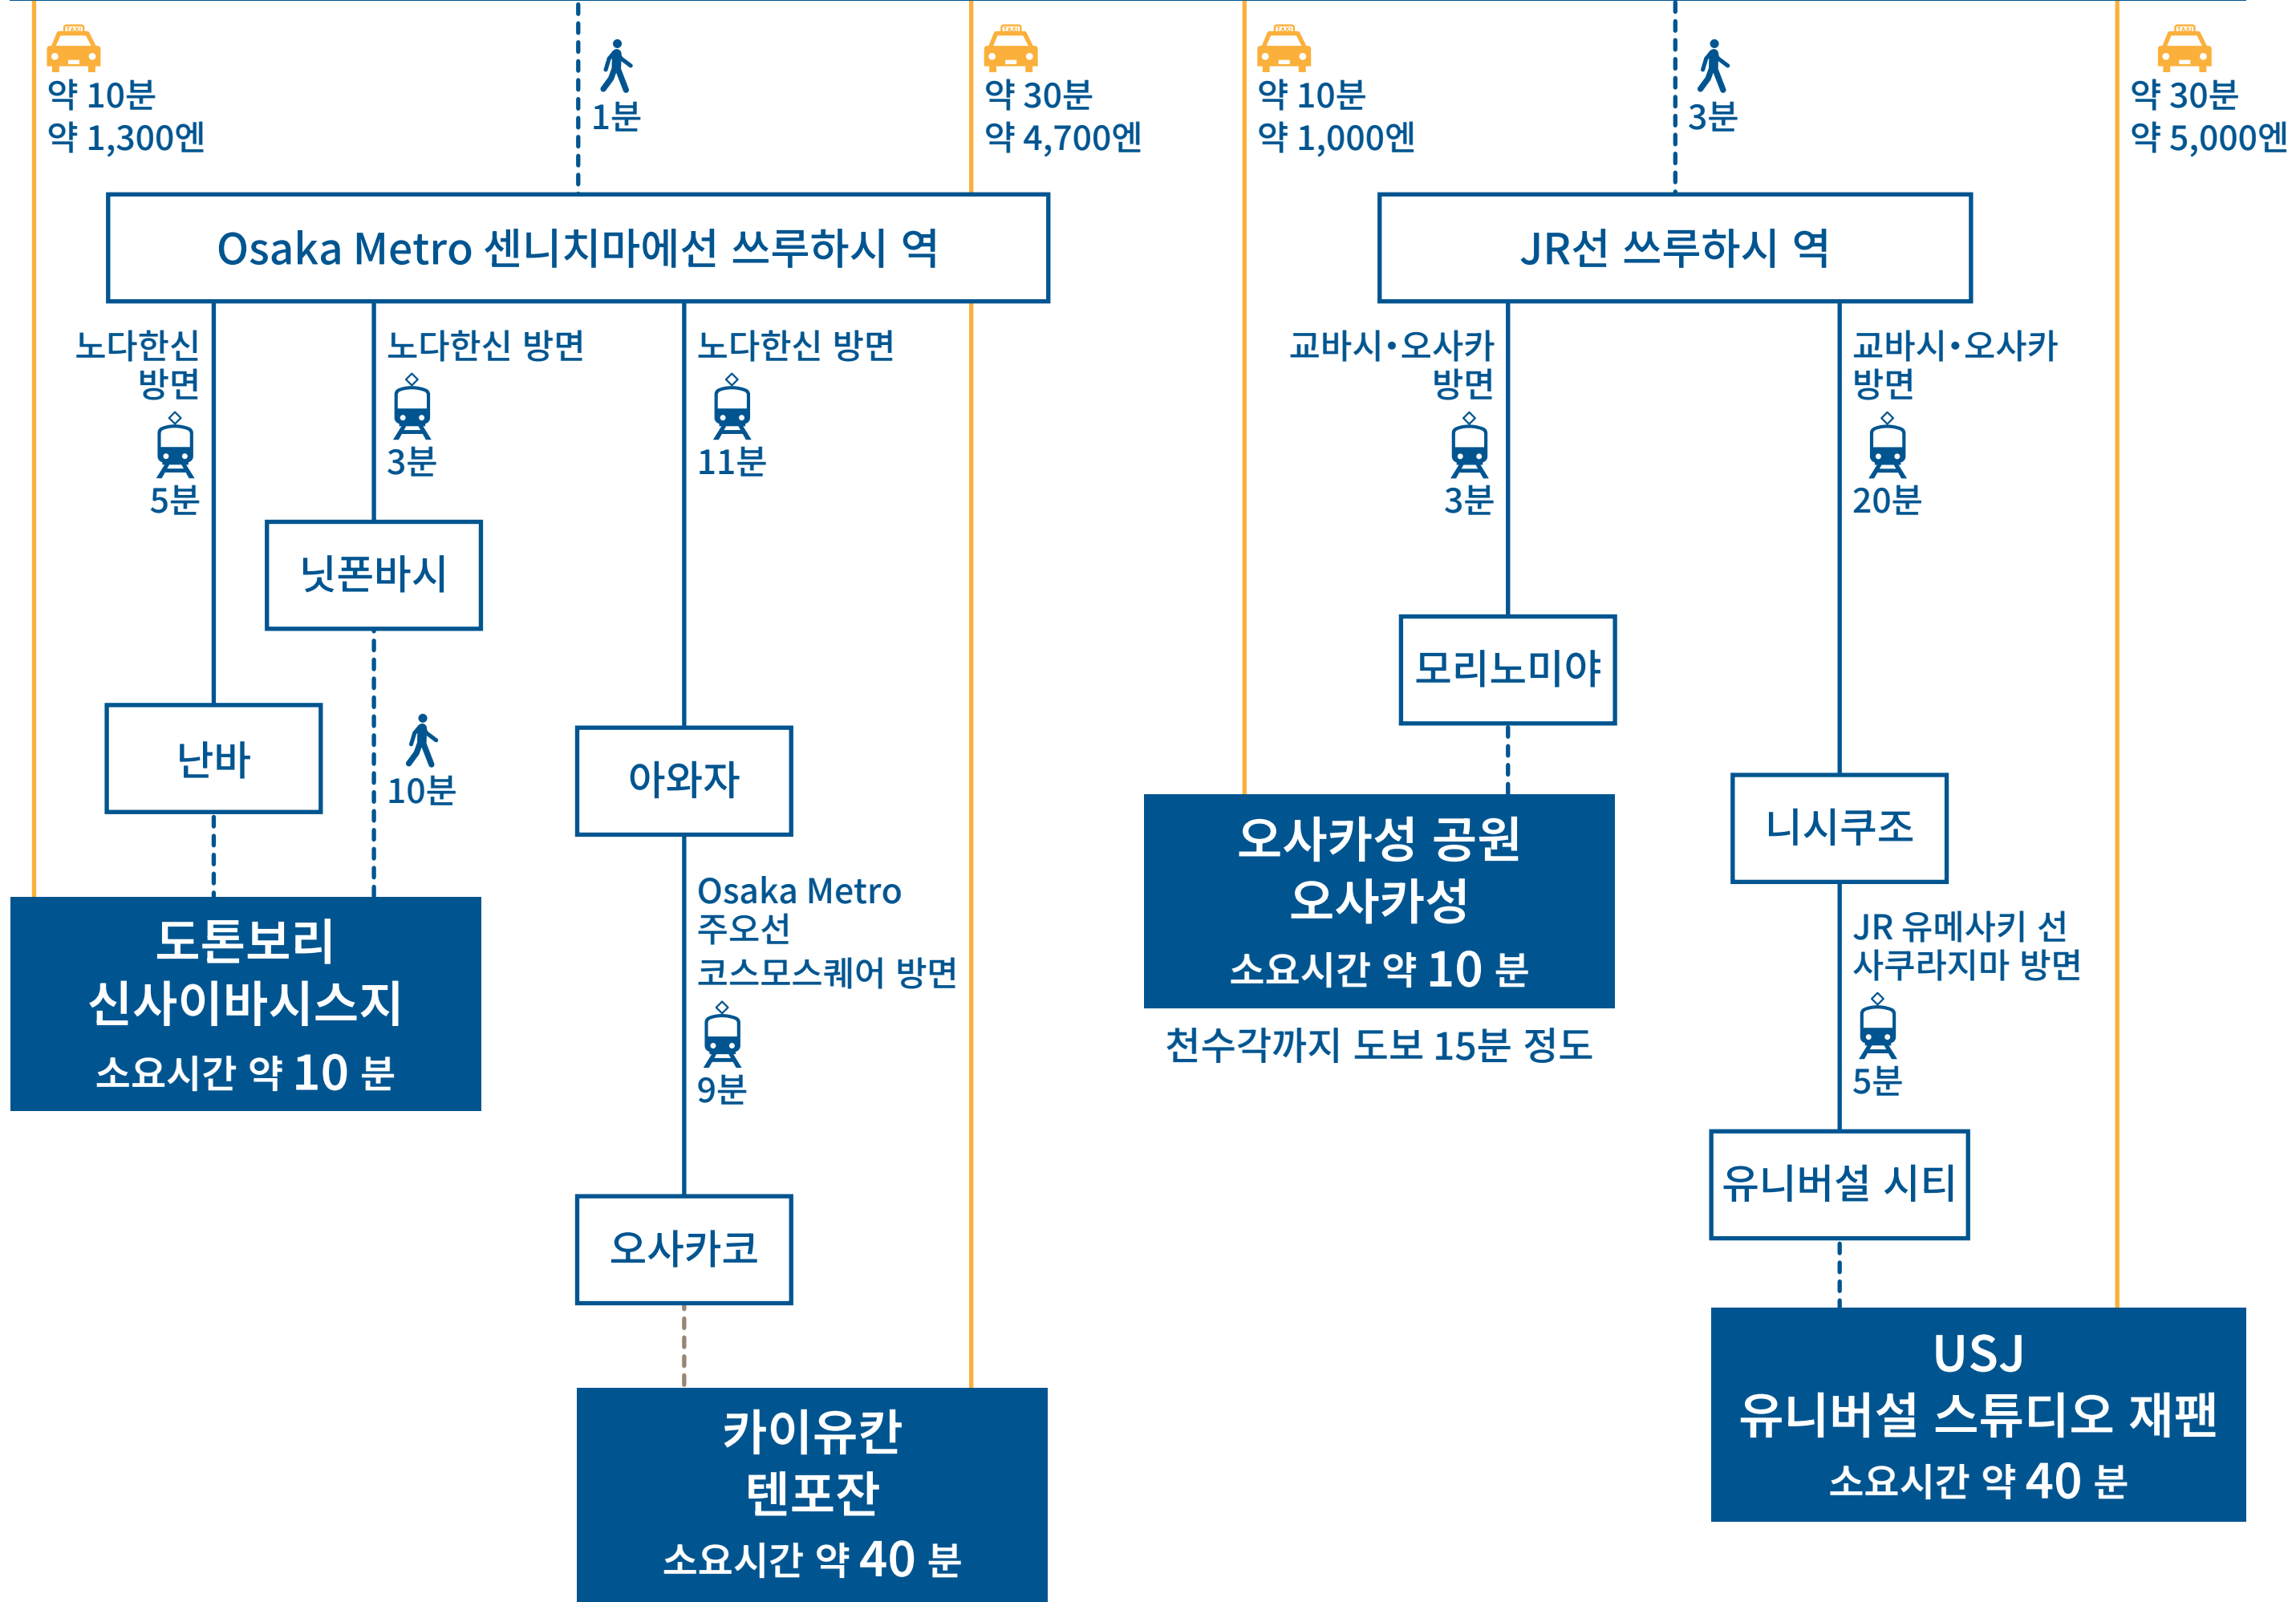 약 10분
약 1,300엔
1분
약 30분
약 4,700엔
약 10분
약 1,000엔
3분
약 30분
약 5,000엔
Osaka Metro 센니치마에선 쓰루하시 역
JR선 쓰루하시 역
노다한신
방면
5분
노다한신 방면
3분
노다한신 방면
11분
교바시・오사카
방면
3분
교바시・오사카
방면
20분
닛폰바시
모리노미야
난바
10분
아와자
니시쿠조
오사카성 공원
오사카성
소요시간 약 10 분
천수각까지 도보 15분 정도
도톤보리
신사이바시스지
소요시간 약 10 분
Osaka Metro
주오선
코스모스퀘어 방면
9분
JR 유메사키 선
사쿠라지마 방면
5분
유니버설 시티
오사카코
USJ
유니버설 스튜디오 재팬
소요시간 약 40 분
카이유칸
텐포잔
소요시간 약 40 분